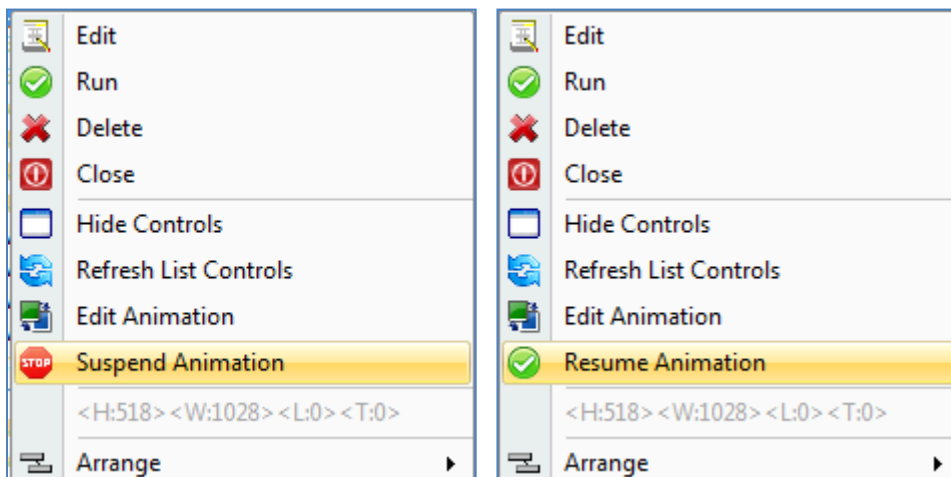 Edit
Run
Delete
Close
Hide Controls
Refresh List Controls
Edit Animation
STOP Suspend Animation
<H:518><W:1028><L:0><T:0>
Arrange
Edit
Run
Delete
Close
Hide Controls
Refresh List Controls
Edit Animation
Resume Animation
<H:518><W:1028><L:0><T:0>
Arrange